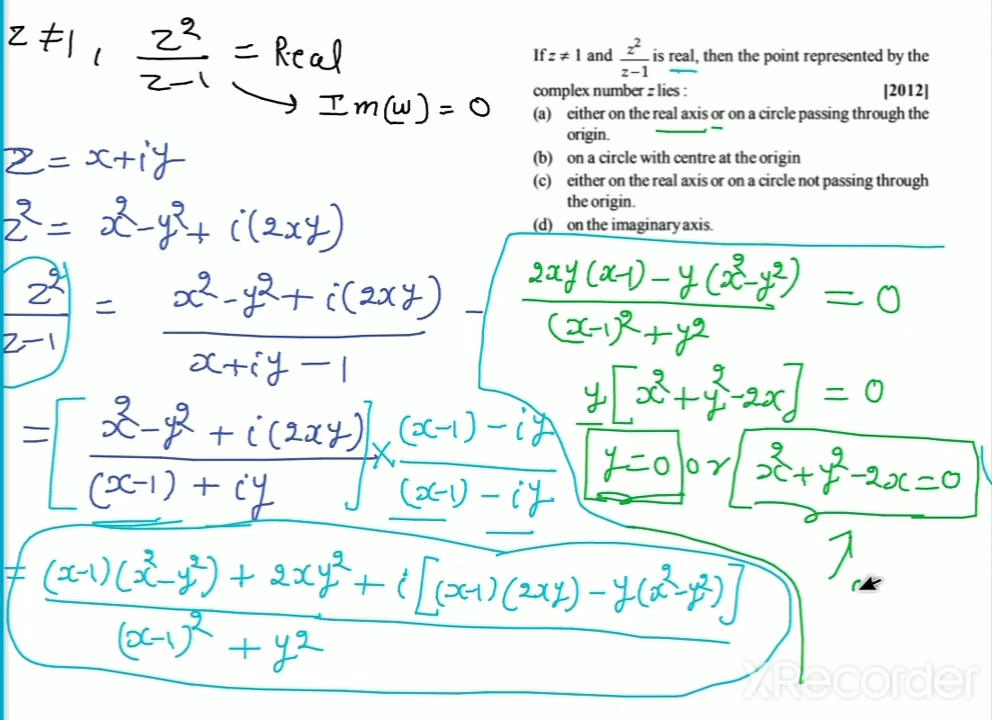 z ≠ 1, z²/(z-1) = Real
→ Im(w) = 0
If z ≠ 1 and z²/(z−1) is real, then the point represented by the
complex number z lies : [2012]
(a) either on the real axis or on a circle passing through the
origin.
(b) on a circle with centre at the origin
(c) either on the real axis or on a circle not passing through
the origin.
(d) on the imaginary axis.
z = x+iy
z² = x²-y²+ i(2xy)
z²/(z-1) = (x²-y²+i(2xy))/(x+iy-1)
= [(x²-y²+i(2xy))/((x-1)+iy)] × ((x-1)-iy)/((x-1)-iy)
= ((x-1)(x²-y²)+2xy²+i[(x-1)(2xy)-y(x²-y²)])/((x-1)²+y²)
(2xy(x-1)-y(x²-y²))/((x-1)²+y²) = 0
y[x²+y²-2x] = 0
y=0 or x²+y²-2x=0
XRecorder